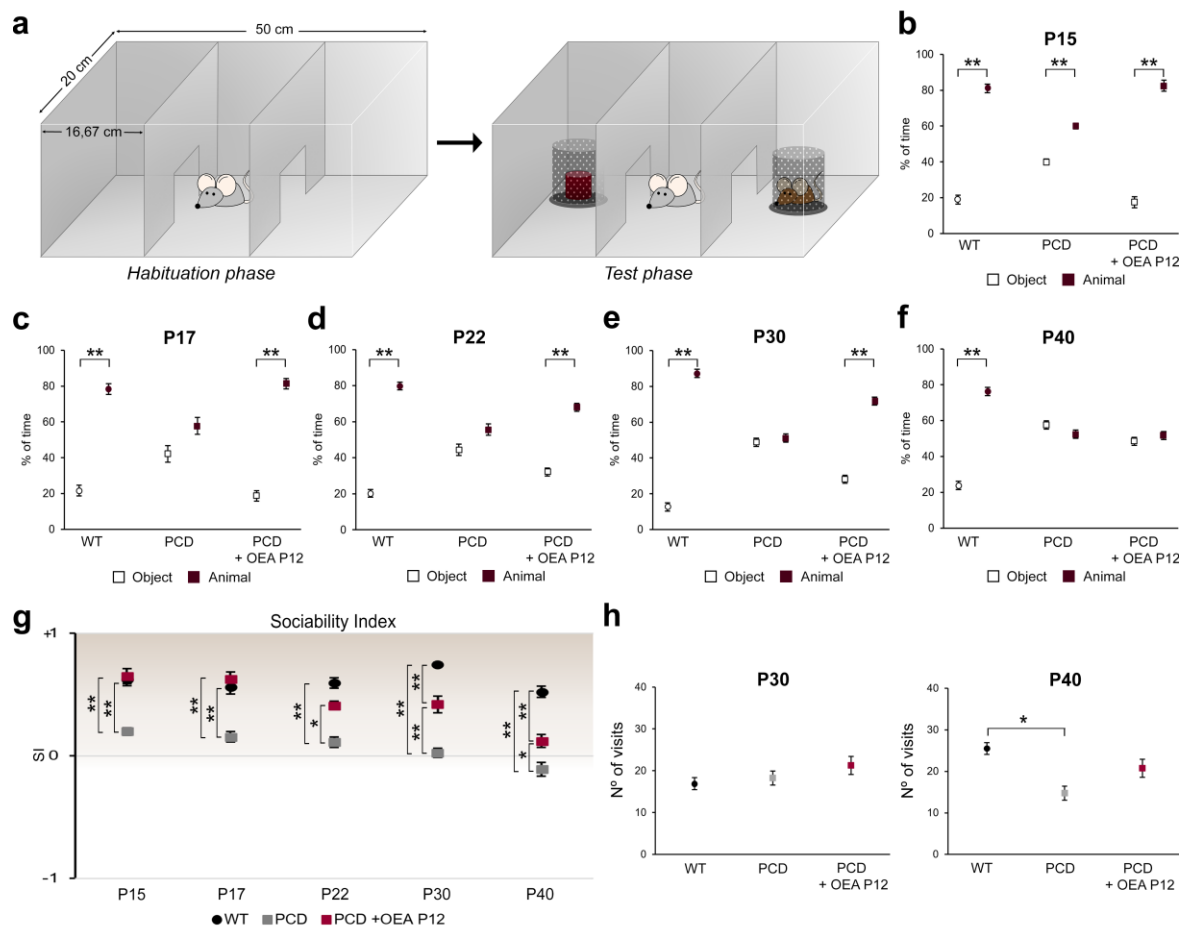 a
50 cm
20 cm
16,67 cm
Habituation phase
Test phase
b
P15
% of time
100
80
60
40
20
0
** ** **
WT PCD PCD
+ OEA P12
Object Animal
c
P17
% of time
100
80
60
40
20
0
** **
WT PCD PCD
+ OEA P12
Object Animal
d
P22
% of time
100
80
60
40
20
0
** **
WT PCD PCD
+ OEA P12
Object Animal
e
P30
% of time
100
80
60
40
20
0
** **
WT PCD PCD
+ OEA P12
Object Animal
f
P40
% of time
100
80
60
40
20
0
**
WT PCD PCD
+ OEA P12
Object Animal
g
Sociability Index
SI
+1
0
-1
** **
** **
** *
** ** **
** ** *
P15 P17 P22 P30 P40
WT PCD PCD +OEA P12
h
P30
Nº of visits
40
30
20
10
0
WT PCD PCD
+ OEA P12
P40
Nº of visits
40
30
20
10
0
*
WT PCD PCD
+ OEA P12